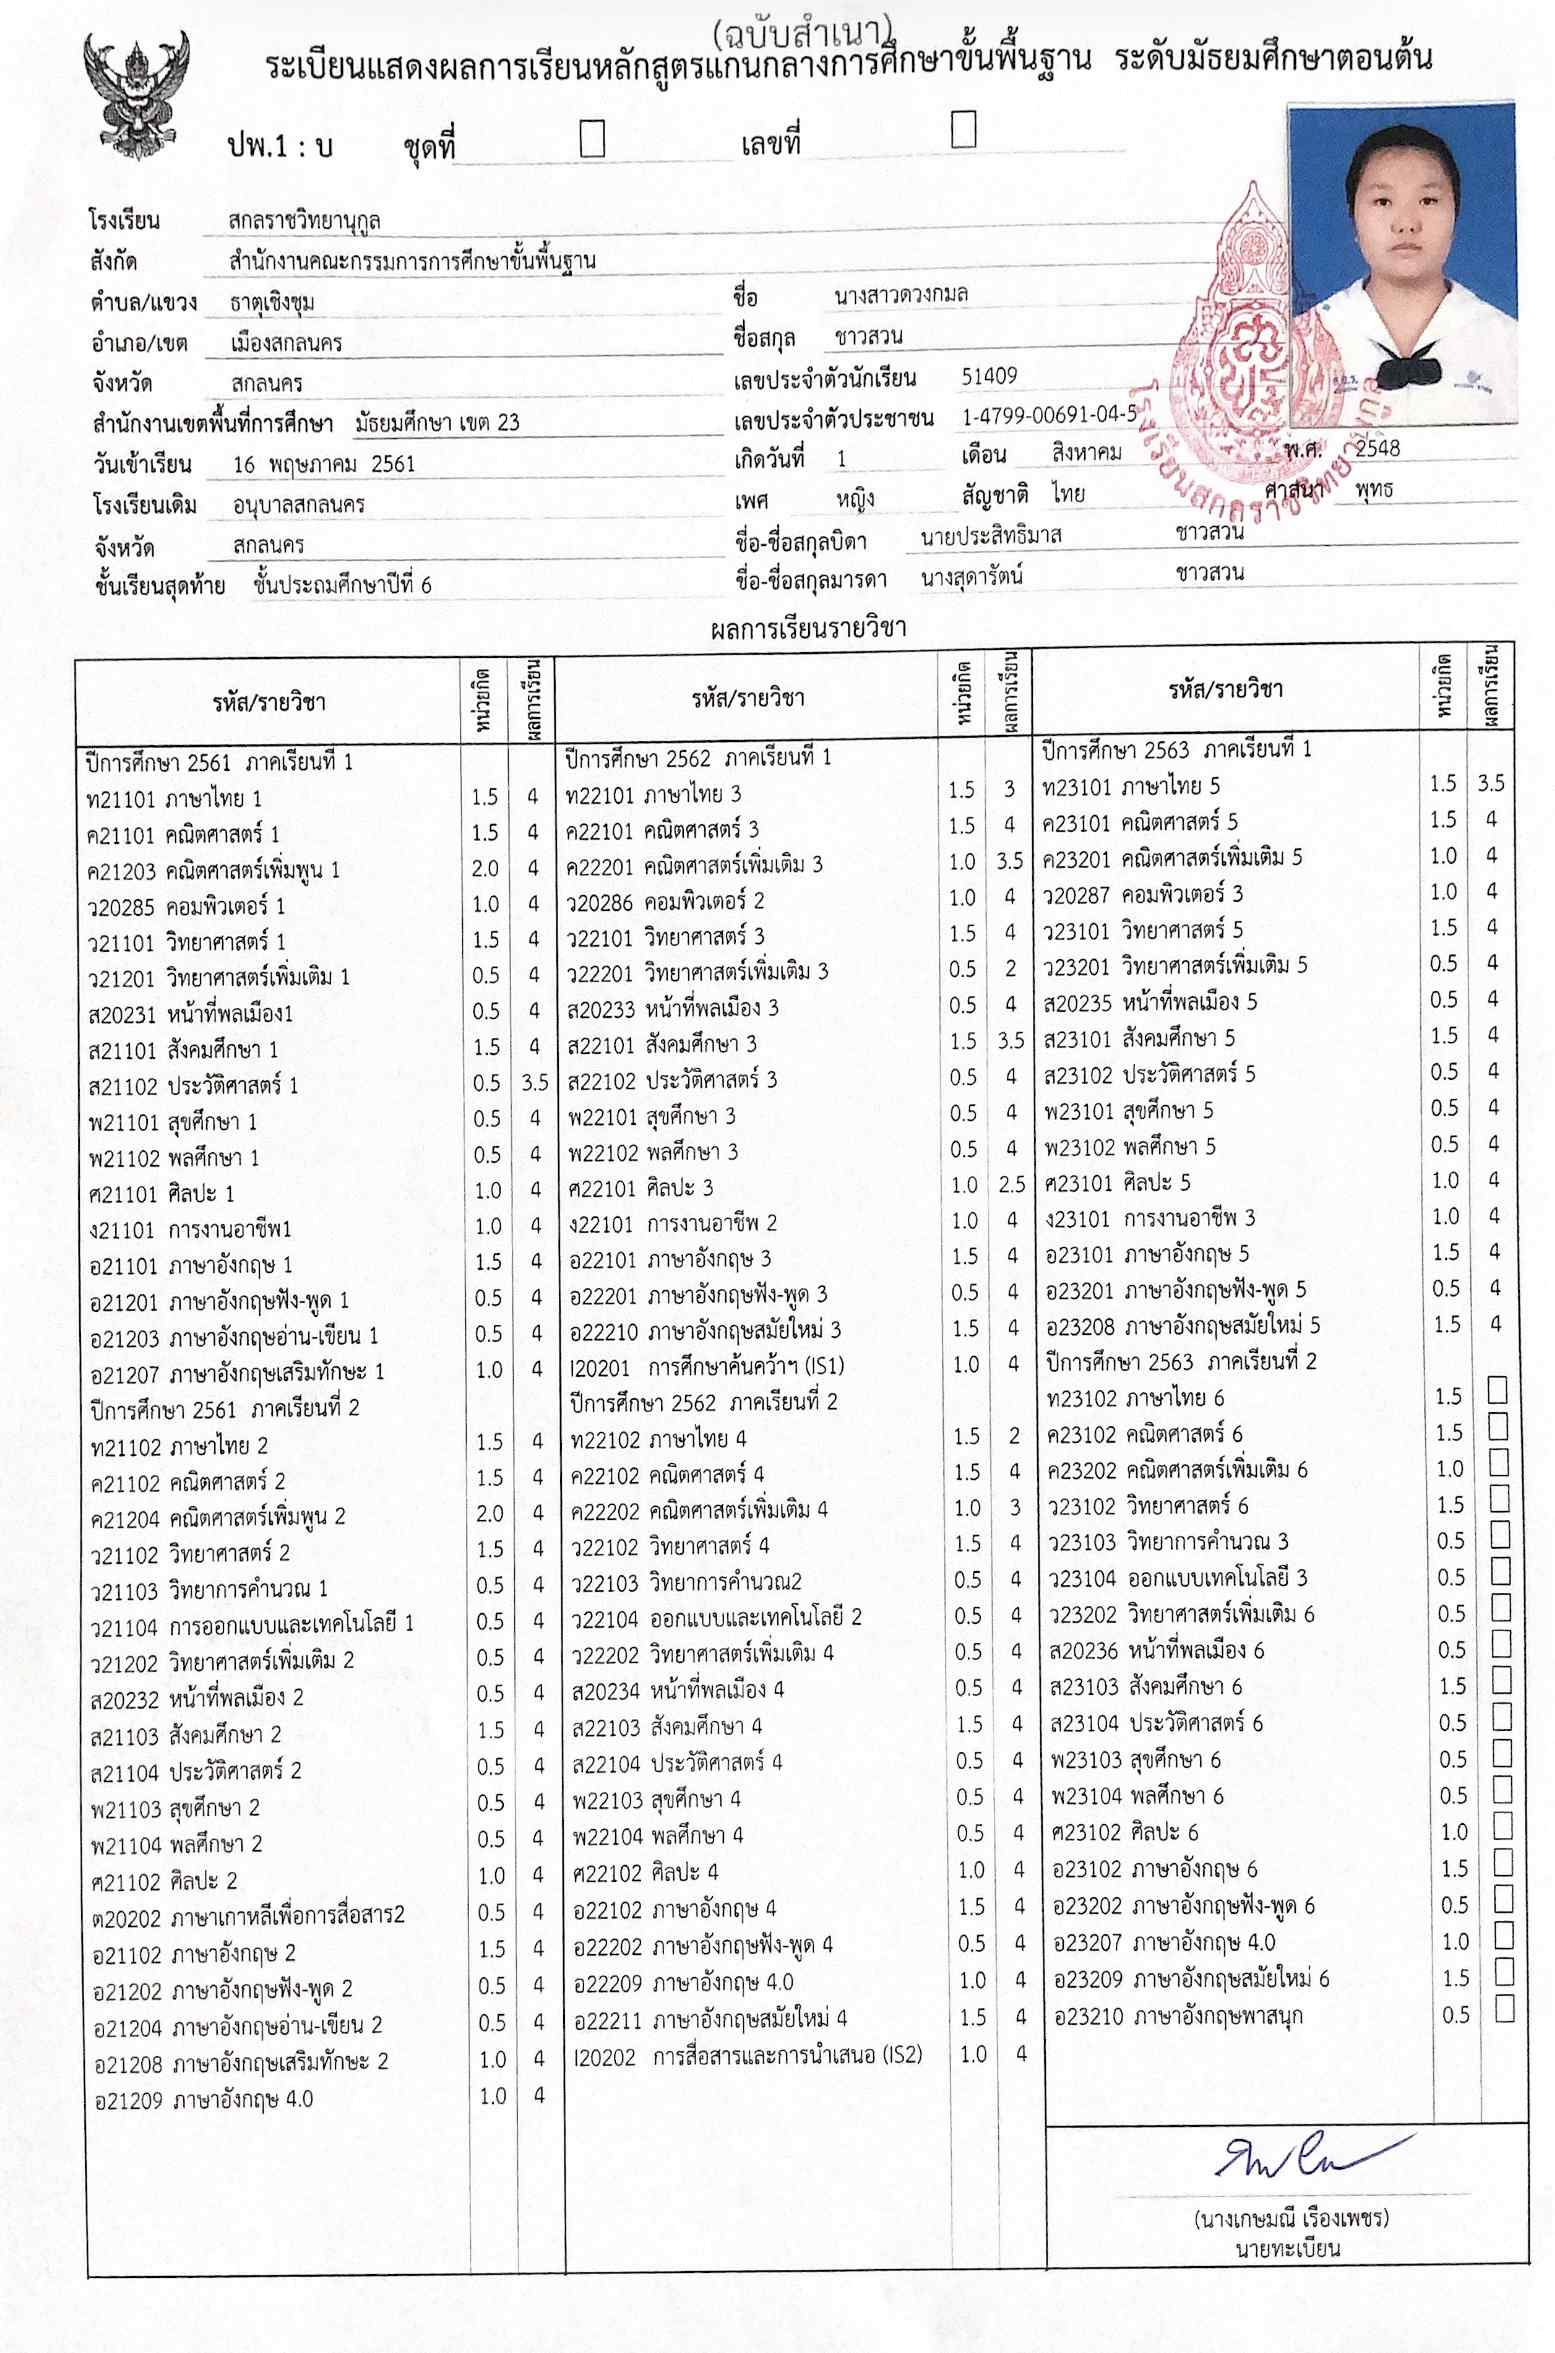 (ฉบับสำเนา)
ระเบียนแสดงผลการเรียนหลักสูตรแกนกลางการศึกษาขั้นพื้นฐาน ระดับมัธยมศึกษาตอนต้น
ปพ.1 : บ ชุดที่ เลขที่
โรงเรียน สกลราชวิทยานุกูล
สังกัด สำนักงานคณะกรรมการการศึกษาขั้นพื้นฐาน
ตำบล/แขวง ธาตุเชิงชุม
อำเภอ/เขต เมืองสกลนคร
จังหวัด สกลนคร
สำนักงานเขตพื้นที่การศึกษา มัธยมศึกษา เขต 23
วันเข้าเรียน 16 พฤษภาคม 2561
โรงเรียนเดิม อนุบาลสกลนคร
จังหวัด สกลนคร
ชั้นเรียนสุดท้าย ชั้นประถมศึกษาปีที่ 6
ชื่อ นางสาวดวงกมล
ชื่อสกุล ชาวสวน
เลขประจำตัวนักเรียน 51409
เลขประจำตัวประชาชน 1-4799-00691-04-5
เกิดวันที่ 1 เดือน สิงหาคม พ.ศ. 2548
เพศ หญิง สัญชาติ ไทย ศาสนา พุทธ
ชื่อ-ชื่อสกุลบิดา นายประสิทธิมาส ชาวสวน
ชื่อ-ชื่อสกุลมารดา นางสุดารัตน์ ชาวสวน
โรงเรียนสกลราชวิทยานุกูล
ผลการเรียนรายวิชา
รหัส/รายวิชา หน่วยกิต ผลการเรียน
ปีการศึกษา 2561 ภาคเรียนที่ 1
ท21101 ภาษาไทย 1 1.5 4
ค21101 คณิตศาสตร์ 1 1.5 4
ค21203 คณิตศาสตร์เพิ่มพูน 1 2.0 4
ว20285 คอมพิวเตอร์ 1 1.0 4
ว21101 วิทยาศาสตร์ 1 1.5 4
ว21201 วิทยาศาสตร์เพิ่มเติม 1 0.5 4
ส20231 หน้าที่พลเมือง1 0.5 4
ส21101 สังคมศึกษา 1 1.5 4
ส21102 ประวัติศาสตร์ 1 0.5 3.5
พ21101 สุขศึกษา 1 0.5 4
พ21102 พลศึกษา 1 0.5 4
ศ21101 ศิลปะ 1 1.0 4
ง21101 การงานอาชีพ1 1.0 4
อ21101 ภาษาอังกฤษ 1 1.5 4
อ21201 ภาษาอังกฤษฟัง-พูด 1 0.5 4
อ21203 ภาษาอังกฤษอ่าน-เขียน 1 0.5 4
อ21207 ภาษาอังกฤษเสริมทักษะ 1 1.0 4
ปีการศึกษา 2561 ภาคเรียนที่ 2
ท21102 ภาษาไทย 2 1.5 4
ค21102 คณิตศาสตร์ 2 1.5 4
ค21204 คณิตศาสตร์เพิ่มพูน 2 2.0 4
ว21102 วิทยาศาสตร์ 2 1.5 4
ว21103 วิทยาการคำนวณ 1 0.5 4
ว21104 การออกแบบและเทคโนโลยี 1 0.5 4
ว21202 วิทยาศาสตร์เพิ่มเติม 2 0.5 4
ส20232 หน้าที่พลเมือง 2 0.5 4
ส21103 สังคมศึกษา 2 1.5 4
ส21104 ประวัติศาสตร์ 2 0.5 4
พ21103 สุขศึกษา 2 0.5 4
พ21104 พลศึกษา 2 0.5 4
ศ21102 ศิลปะ 2 1.0 4
ต20202 ภาษาเกาหลีเพื่อการสื่อสาร2 0.5 4
อ21102 ภาษาอังกฤษ 2 1.5 4
อ21202 ภาษาอังกฤษฟัง-พูด 2 0.5 4
อ21204 ภาษาอังกฤษอ่าน-เขียน 2 0.5 4
อ21208 ภาษาอังกฤษเสริมทักษะ 2 1.0 4
อ21209 ภาษาอังกฤษ 4.0 1.0 4
รหัส/รายวิชา หน่วยกิต ผลการเรียน
ปีการศึกษา 2562 ภาคเรียนที่ 1
ท22101 ภาษาไทย 3 1.5 3
ค22101 คณิตศาสตร์ 3 1.5 4
ค22201 คณิตศาสตร์เพิ่มเติม 3 1.0 3.5
ว20286 คอมพิวเตอร์ 2 1.0 4
ว22101 วิทยาศาสตร์ 3 1.5 4
ว22201 วิทยาศาสตร์เพิ่มเติม 3 0.5 2
ส20233 หน้าที่พลเมือง 3 0.5 4
ส22101 สังคมศึกษา 3 1.5 3.5
ส22102 ประวัติศาสตร์ 3 0.5 4
พ22101 สุขศึกษา 3 0.5 4
พ22102 พลศึกษา 3 0.5 4
ศ22101 ศิลปะ 3 1.0 2.5
ง22101 การงานอาชีพ 2 1.0 4
อ22101 ภาษาอังกฤษ 3 1.5 4
อ22201 ภาษาอังกฤษฟัง-พูด 3 0.5 4
อ22210 ภาษาอังกฤษสมัยใหม่ 3 1.5 4
I20201 การศึกษาค้นคว้าฯ (IS1) 1.0 4
ปีการศึกษา 2562 ภาคเรียนที่ 2
ท22102 ภาษาไทย 4 1.5 2
ค22102 คณิตศาสตร์ 4 1.5 4
ค22202 คณิตศาสตร์เพิ่มเติม 4 1.0 3
ว22102 วิทยาศาสตร์ 4 1.5 4
ว22103 วิทยาการคำนวณ2 0.5 4
ว22104 ออกแบบและเทคโนโลยี 2 0.5 4
ว22202 วิทยาศาสตร์เพิ่มเติม 4 0.5 4
ส20234 หน้าที่พลเมือง 4 0.5 4
ส22103 สังคมศึกษา 4 1.5 4
ส22104 ประวัติศาสตร์ 4 0.5 4
พ22103 สุขศึกษา 4 0.5 4
พ22104 พลศึกษา 4 0.5 4
ศ22102 ศิลปะ 4 1.0 4
อ22102 ภาษาอังกฤษ 4 1.5 4
อ22202 ภาษาอังกฤษฟัง-พูด 4 0.5 4
อ22209 ภาษาอังกฤษ 4.0 1.0 4
อ22211 ภาษาอังกฤษสมัยใหม่ 4 1.5 4
I20202 การสื่อสารและการนำเสนอ (IS2) 1.0 4
รหัส/รายวิชา หน่วยกิต ผลการเรียน
ปีการศึกษา 2563 ภาคเรียนที่ 1
ท23101 ภาษาไทย 5 1.5 3.5
ค23101 คณิตศาสตร์ 5 1.5 4
ค23201 คณิตศาสตร์เพิ่มเติม 5 1.0 4
ว20287 คอมพิวเตอร์ 3 1.0 4
ว23101 วิทยาศาสตร์ 5 1.5 4
ว23201 วิทยาศาสตร์เพิ่มเติม 5 0.5 4
ส20235 หน้าที่พลเมือง 5 0.5 4
ส23101 สังคมศึกษา 5 1.5 4
ส23102 ประวัติศาสตร์ 5 0.5 4
พ23101 สุขศึกษา 5 0.5 4
พ23102 พลศึกษา 5 0.5 4
ศ23101 ศิลปะ 5 1.0 4
ง23101 การงานอาชีพ 3 1.0 4
อ23101 ภาษาอังกฤษ 5 1.5 4
อ23201 ภาษาอังกฤษฟัง-พูด 5 0.5 4
อ23208 ภาษาอังกฤษสมัยใหม่ 5 1.5 4
ปีการศึกษา 2563 ภาคเรียนที่ 2
ท23102 ภาษาไทย 6 1.5
ค23102 คณิตศาสตร์ 6 1.5
ค23202 คณิตศาสตร์เพิ่มเติม 6 1.0
ว23102 วิทยาศาสตร์ 6 1.5
ว23103 วิทยาการคำนวณ 3 0.5
ว23104 ออกแบบเทคโนโลยี 3 0.5
ว23202 วิทยาศาสตร์เพิ่มเติม 6 0.5
ส20236 หน้าที่พลเมือง 6 0.5
ส23103 สังคมศึกษา 6 1.5
ส23104 ประวัติศาสตร์ 6 0.5
พ23103 สุขศึกษา 6 0.5
พ23104 พลศึกษา 6 0.5
ศ23102 ศิลปะ 6 1.0
อ23102 ภาษาอังกฤษ 6 1.5
อ23202 ภาษาอังกฤษฟัง-พูด 6 0.5
อ23207 ภาษาอังกฤษ 4.0 1.0
อ23209 ภาษาอังกฤษสมัยใหม่ 6 1.5
อ23210 ภาษาอังกฤษพาสนุก 0.5
(นางเกษมณี เรืองเพชร)
นายทะเบียน